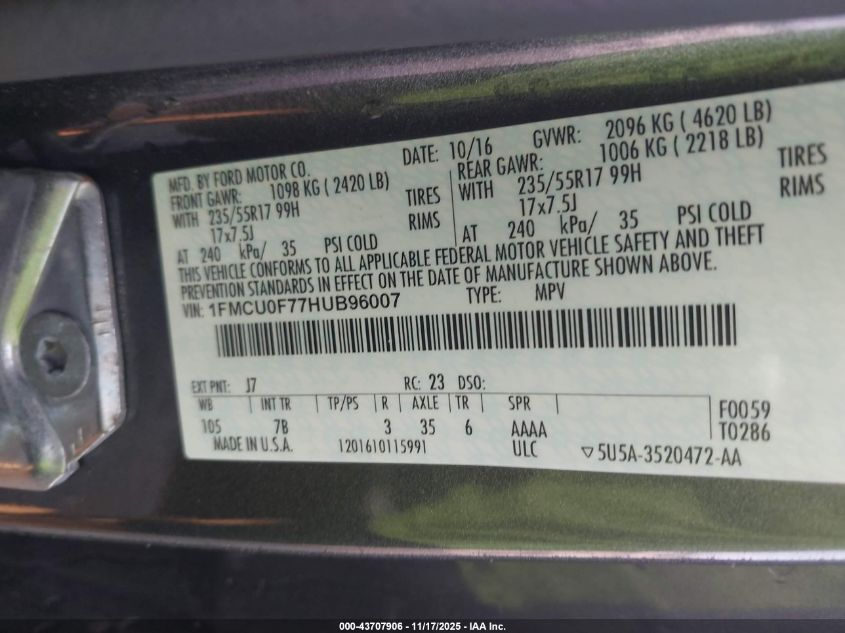 MFD. BY FORD MOTOR CO. DATE: 10/16 GVWR: 2096 KG ( 4620 LB)
FRONT GAWR: 1098 KG ( 2420 LB) REAR GAWR: 1006 KG ( 2218 LB)
WITH 235/55R17 99H TIRES WITH 235/55R17 99H TIRES
17x7.5J RIMS 17x7.5J RIMS
AT 240 kPa/ 35 PSI COLD AT 240 kPa/ 35 PSI COLD
THIS VEHICLE CONFORMS TO ALL APPLICABLE FEDERAL MOTOR VEHICLE SAFETY AND THEFT
PREVENTION STANDARDS IN EFFECT ON THE DATE OF MANUFACTURE SHOWN ABOVE.
VIN: 1FMCU0F77HUB96007 TYPE: MPV
EXT PNT: J7 RC: 23 DSO:
WB INT TR TP/PS R AXLE TR SPR F0059
105 7B 3 35 6 AAAA T0286
MADE IN U.S.A. 1201610115991 ULC ▽5U5A-3520472-AA
000-43707906 - 11/17/2025 - IAA Inc.